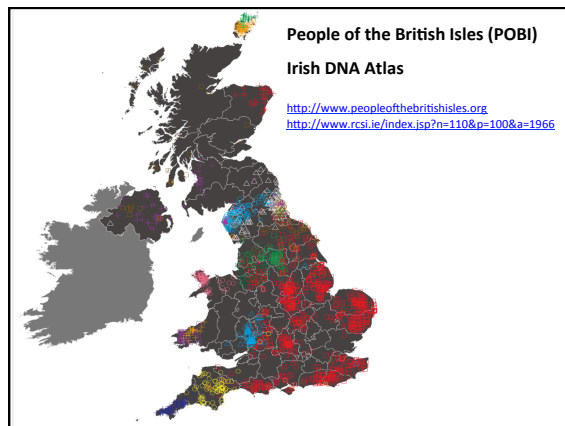 People of the British Isles (POBI)
Irish DNA Atlas
http://www.peopleofthebritishisles.org
http://www.rcsi.ie/index.jsp?n=110&p=100&a=1966